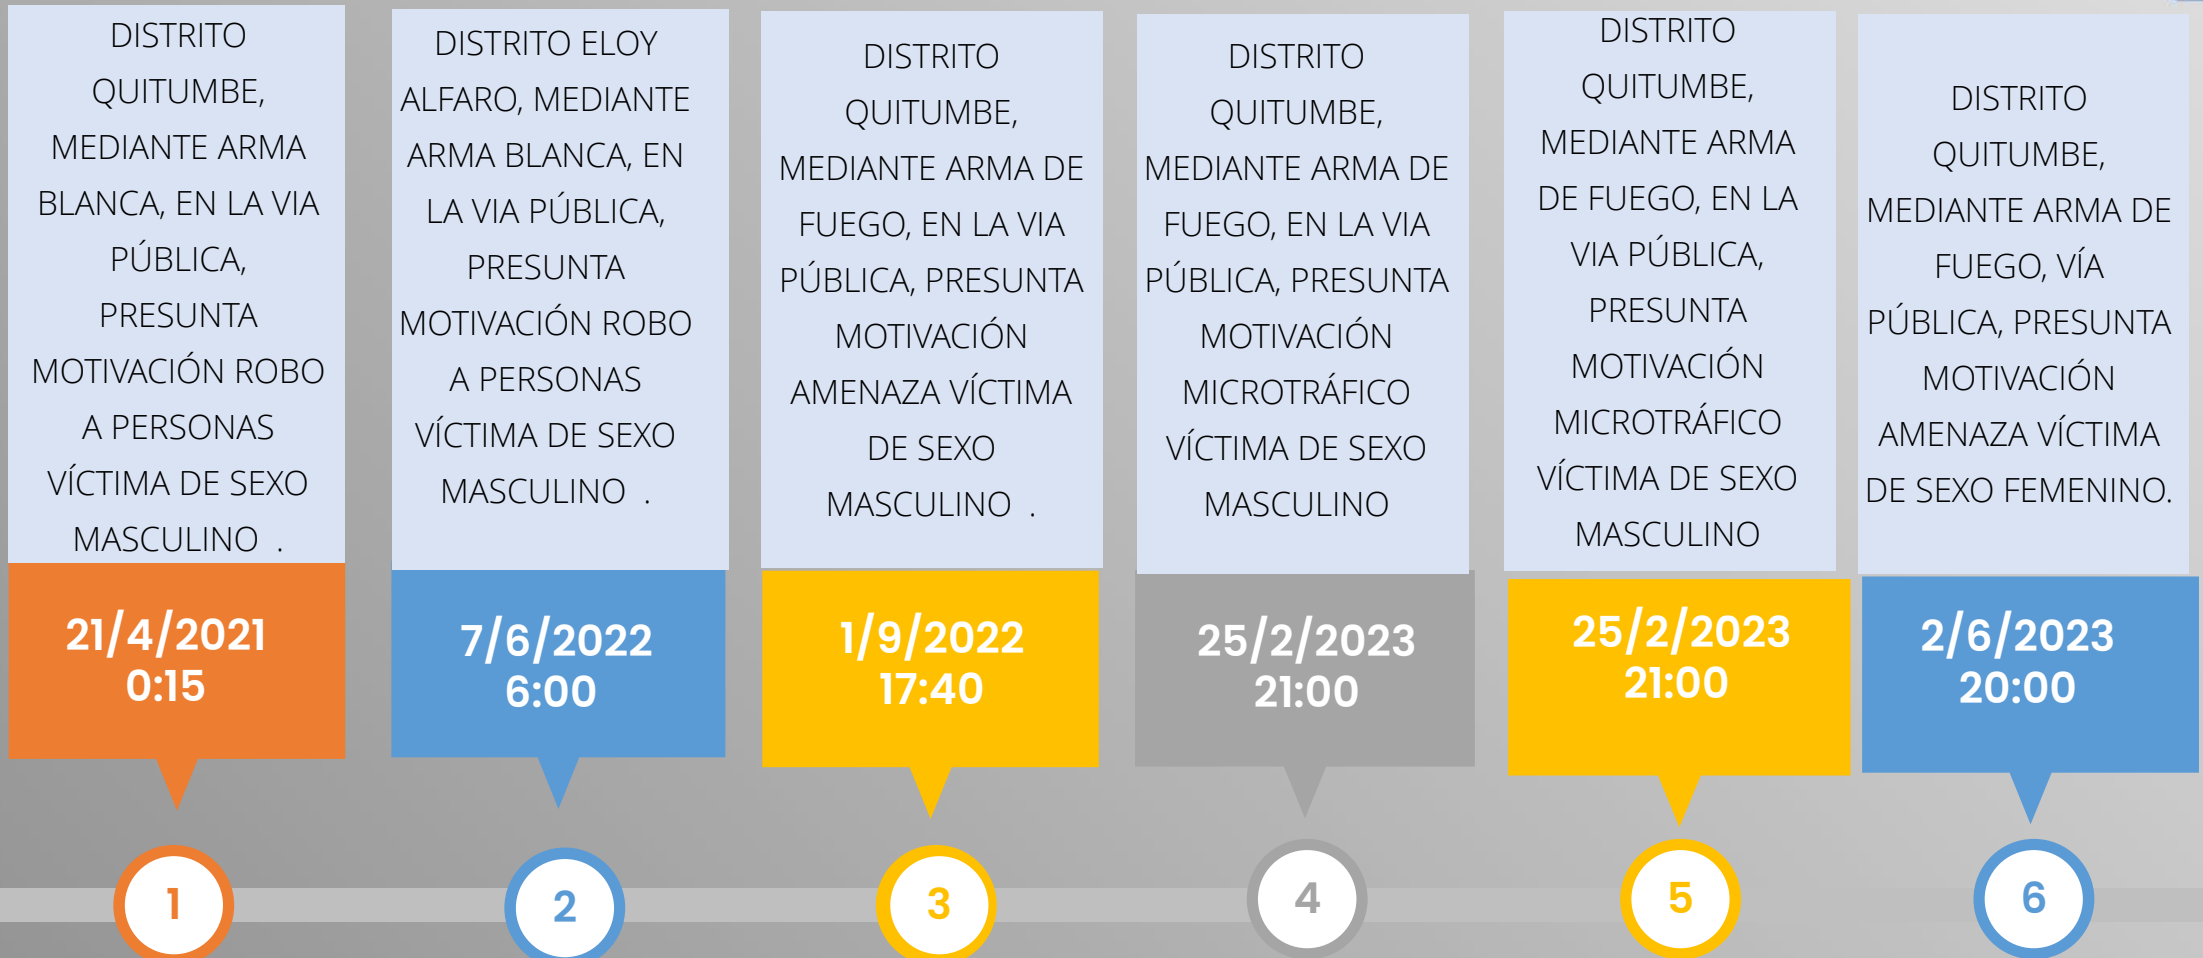 DISTRITO
QUITUMBE,
MEDIANTE ARMA
BLANCA, EN LA VIA
PÚBLICA,
PRESUNTA
MOTIVACIÓN ROBO
A PERSONAS
VÍCTIMA DE SEXO
MASCULINO .
21/4/2021
0:15
1
DISTRITO ELOY
ALFARO, MEDIANTE
ARMA BLANCA, EN
LA VIA PÚBLICA,
PRESUNTA
MOTIVACIÓN ROBO
A PERSONAS
VÍCTIMA DE SEXO
MASCULINO .
7/6/2022
6:00
2
DISTRITO
QUITUMBE,
MEDIANTE ARMA DE
FUEGO, EN LA VIA
PÚBLICA, PRESUNTA
MOTIVACIÓN
AMENAZA VÍCTIMA
DE SEXO
MASCULINO .
1/9/2022
17:40
3
DISTRITO
QUITUMBE,
MEDIANTE ARMA DE
FUEGO, EN LA VIA
PÚBLICA, PRESUNTA
MOTIVACIÓN
MICROTRÁFICO
VÍCTIMA DE SEXO
MASCULINO
25/2/2023
21:00
4
DISTRITO
QUITUMBE,
MEDIANTE ARMA
DE FUEGO, EN LA
VIA PÚBLICA,
PRESUNTA
MOTIVACIÓN
MICROTRÁFICO
VÍCTIMA DE SEXO
MASCULINO
25/2/2023
21:00
5
DISTRITO
QUITUMBE,
MEDIANTE ARMA DE
FUEGO, VÍA
PÚBLICA, PRESUNTA
MOTIVACIÓN
AMENAZA VÍCTIMA
DE SEXO FEMENINO.
2/6/2023
20:00
6